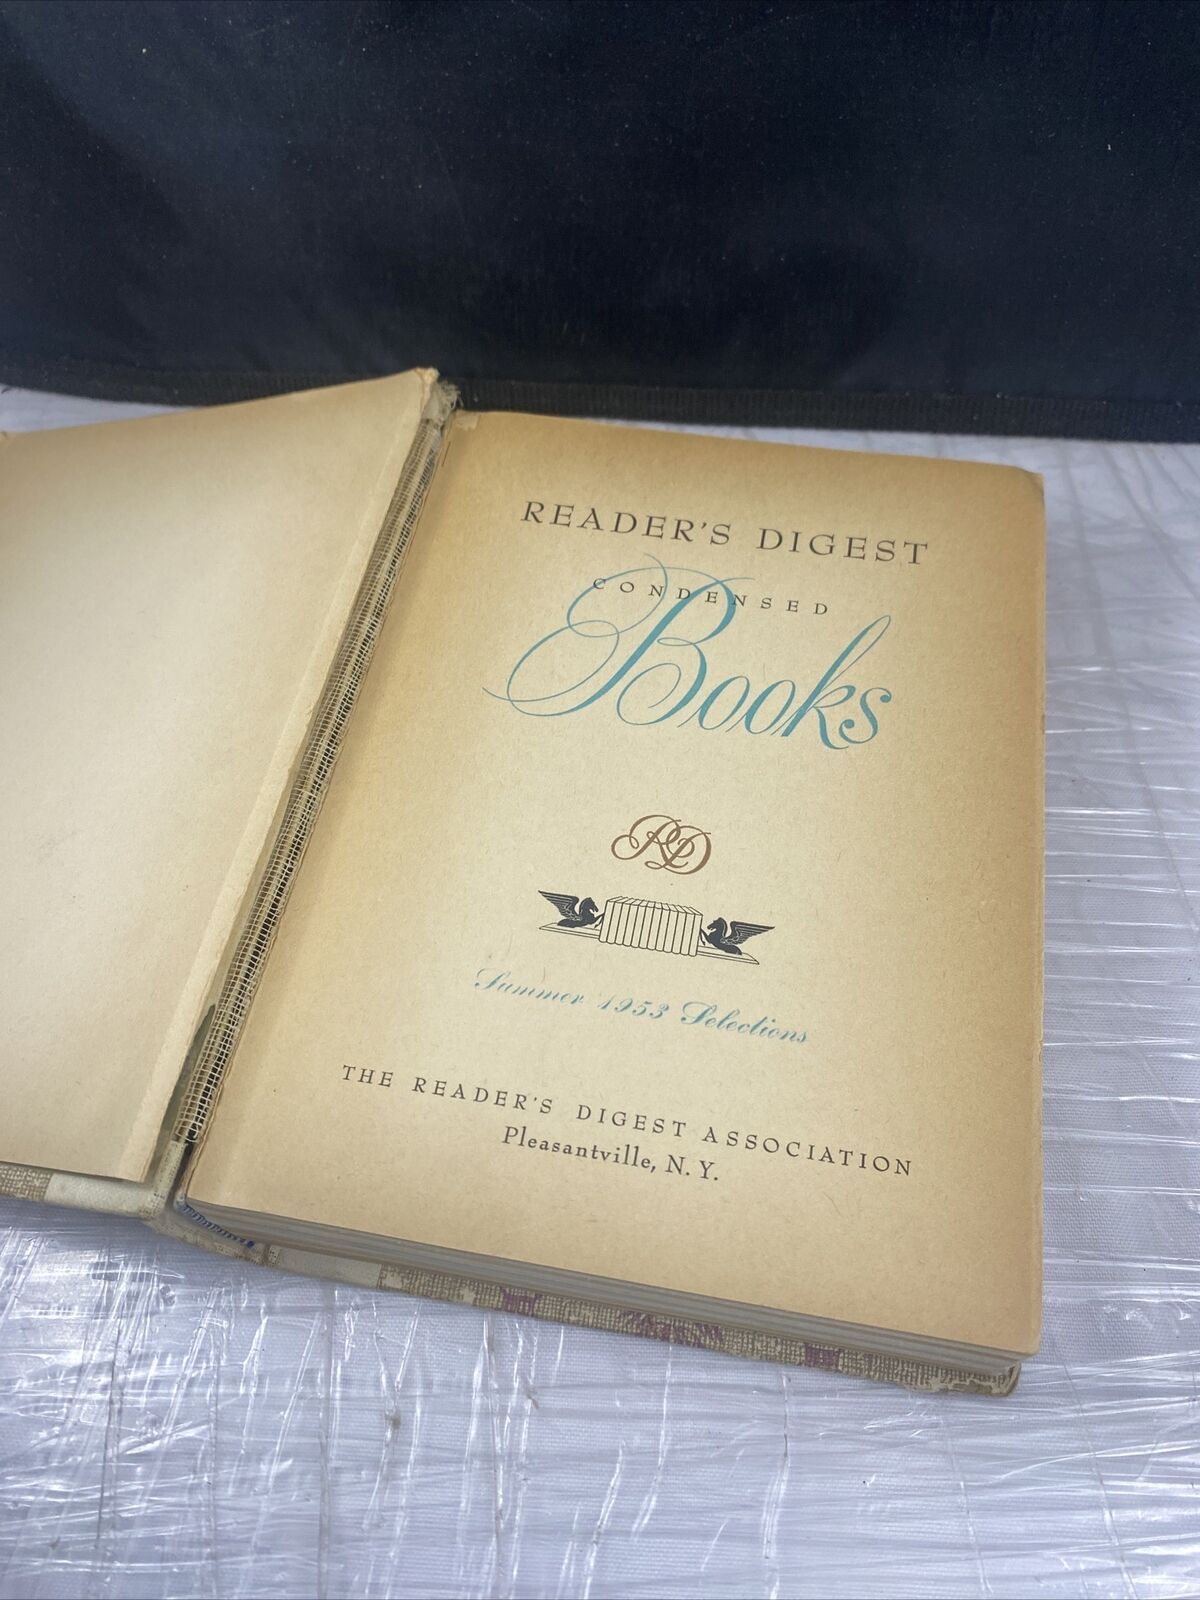 READER'S DIGEST
CONDENSED
Books
RD
Summer 1953 Selections
THE READER'S DIGEST ASSOCIATION
Pleasantville, N. Y.